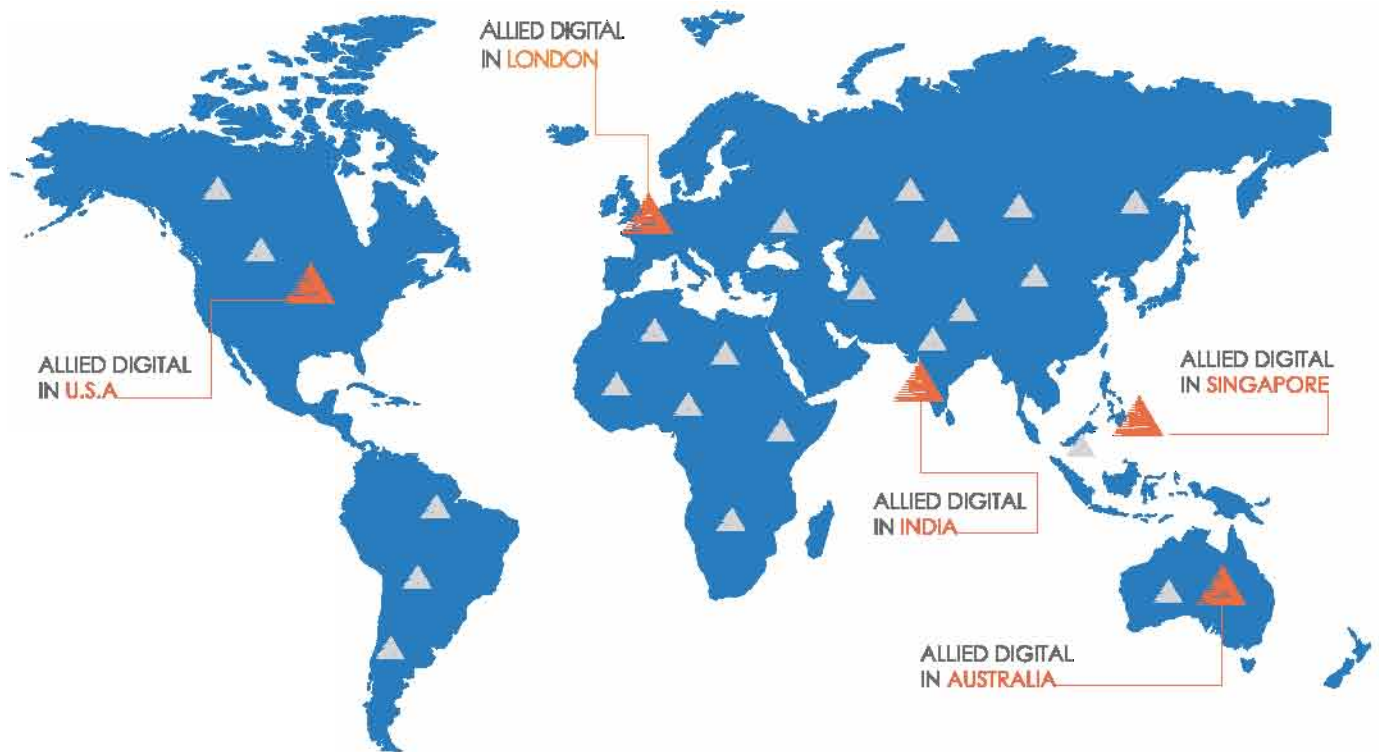 ALLIED DIGITAL
IN LONDON
ALLIED DIGITAL
IN U.S.A
ALLIED DIGITAL
IN SINGAPORE
ALLIED DIGITAL
IN INDIA
ALLIED DIGITAL
IN AUSTRALIA